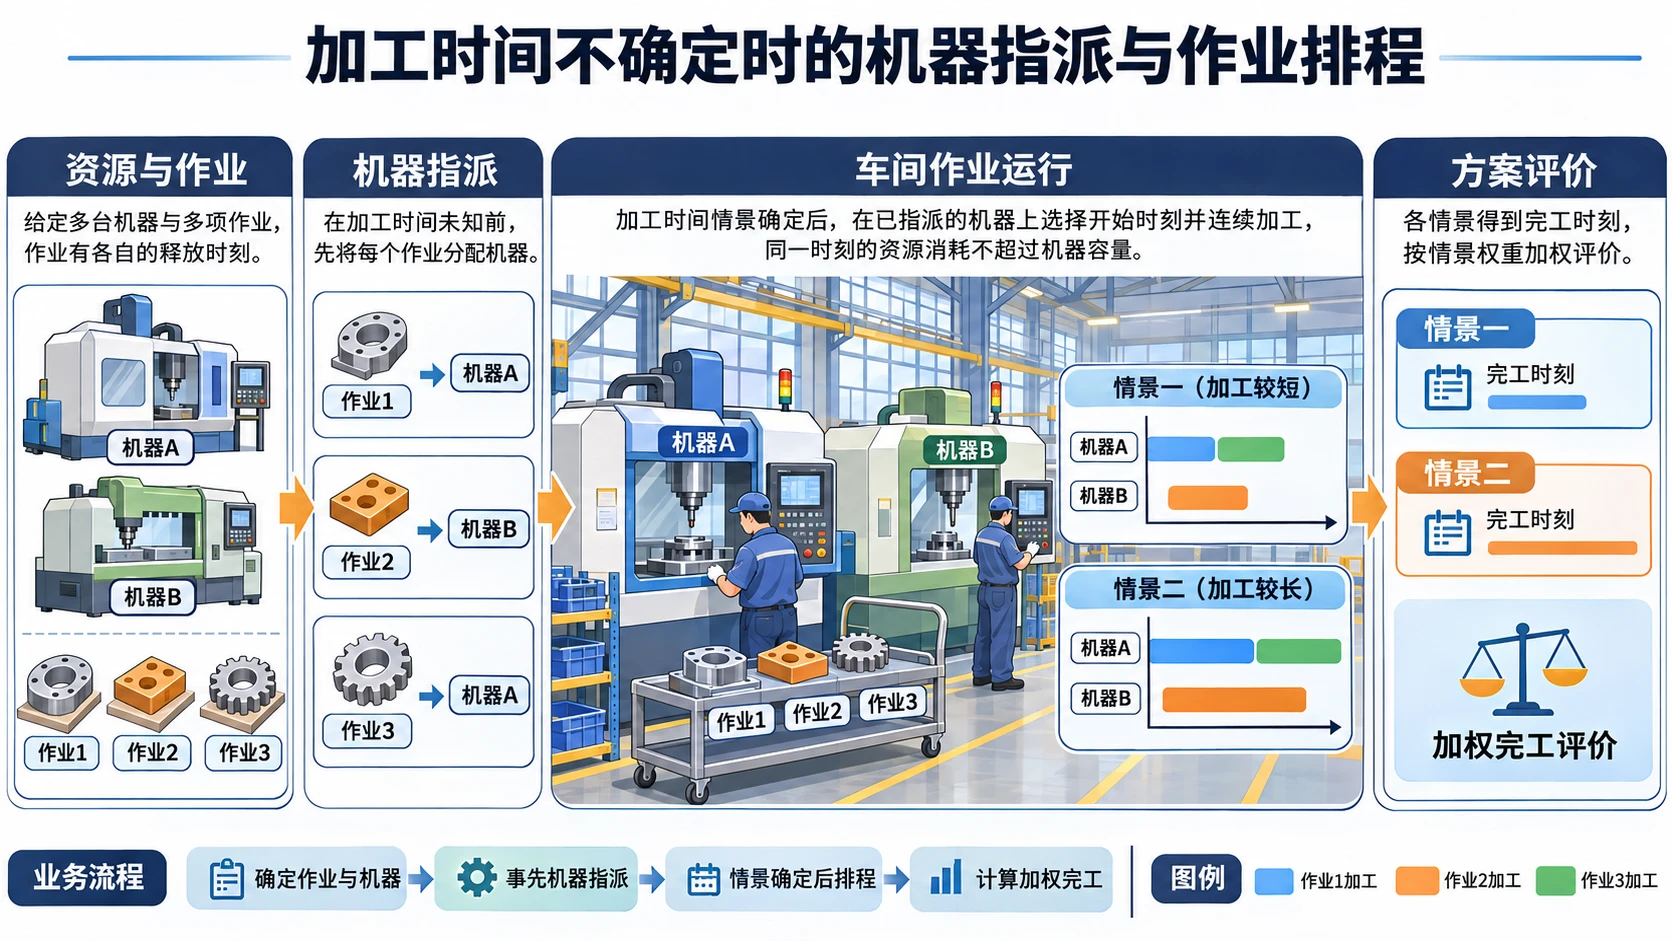 加工时间不确定时的机器指派与作业排程
资源与作业
给定多台机器与多项作业，
作业有各自的释放时刻。
机器A
机器B
作业1
作业2
作业3
机器指派
在加工时间未知前，
先将每个作业分配机器。
作业1
机器A
作业2
机器B
作业3
机器A
车间作业运行
加工时间情景确定后，在已指派的机器上选择开始时刻并连续加工，
同一时刻的资源消耗不超过机器容量。
机器A
机器B
作业1
作业2
作业3
情景一（加工较短）
机器A
机器B
情景二（加工较长）
机器A
机器B
方案评价
各情景得到完工时刻，
按情景权重加权评价。
情景一
完工时刻
情景二
完工时刻
加权完工评价
业务流程
确定作业与机器
事先机器指派
情景确定后排程
计算加权完工
图例
作业1加工
作业2加工
作业3加工